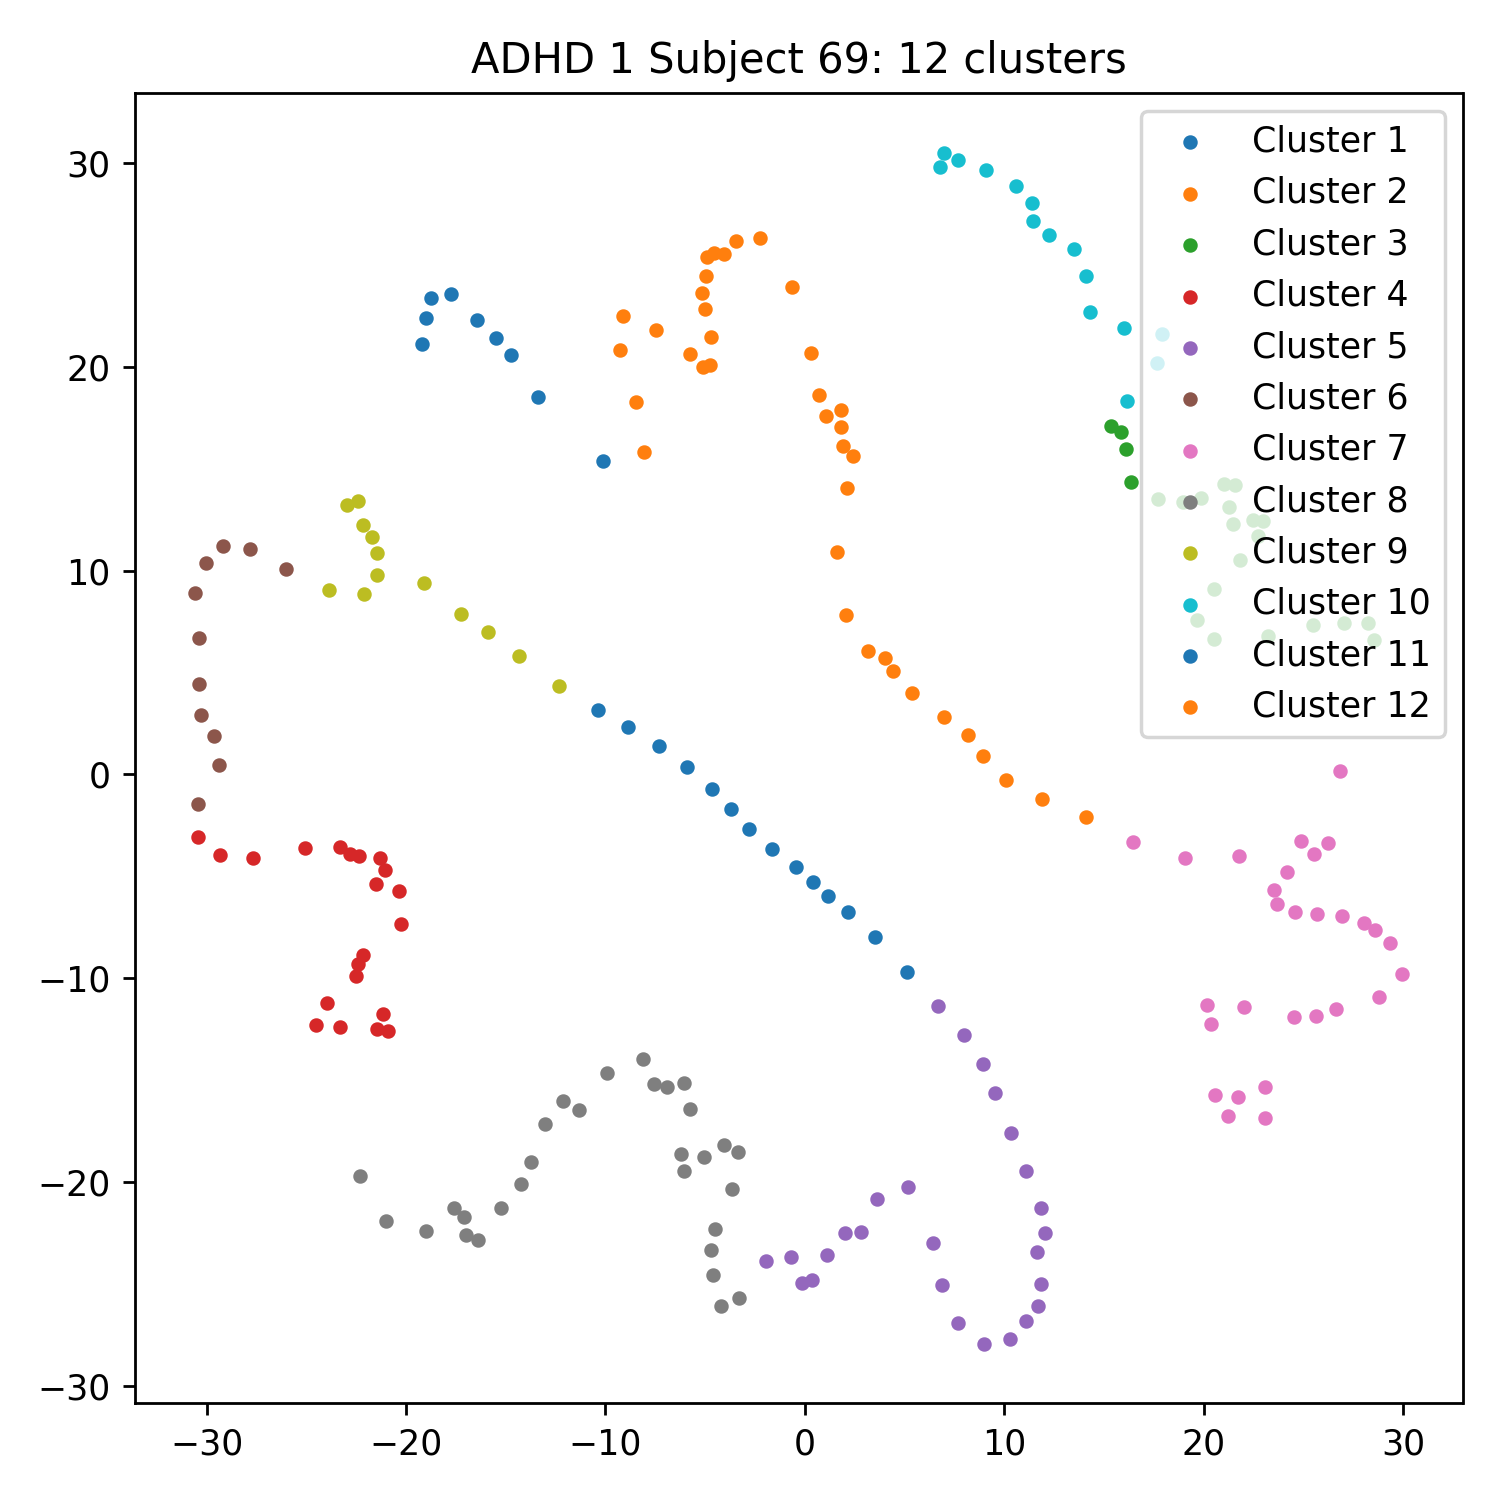 ADHD 1 Subject 69: 12 clusters
30
20
10
0
−10
−20
−30
−30
−20
−10
0
10
20
30
Cluster 1
Cluster 2
Cluster 3
Cluster 4
Cluster 5
Cluster 6
Cluster 7
Cluster 8
Cluster 9
Cluster 10
Cluster 11
Cluster 12